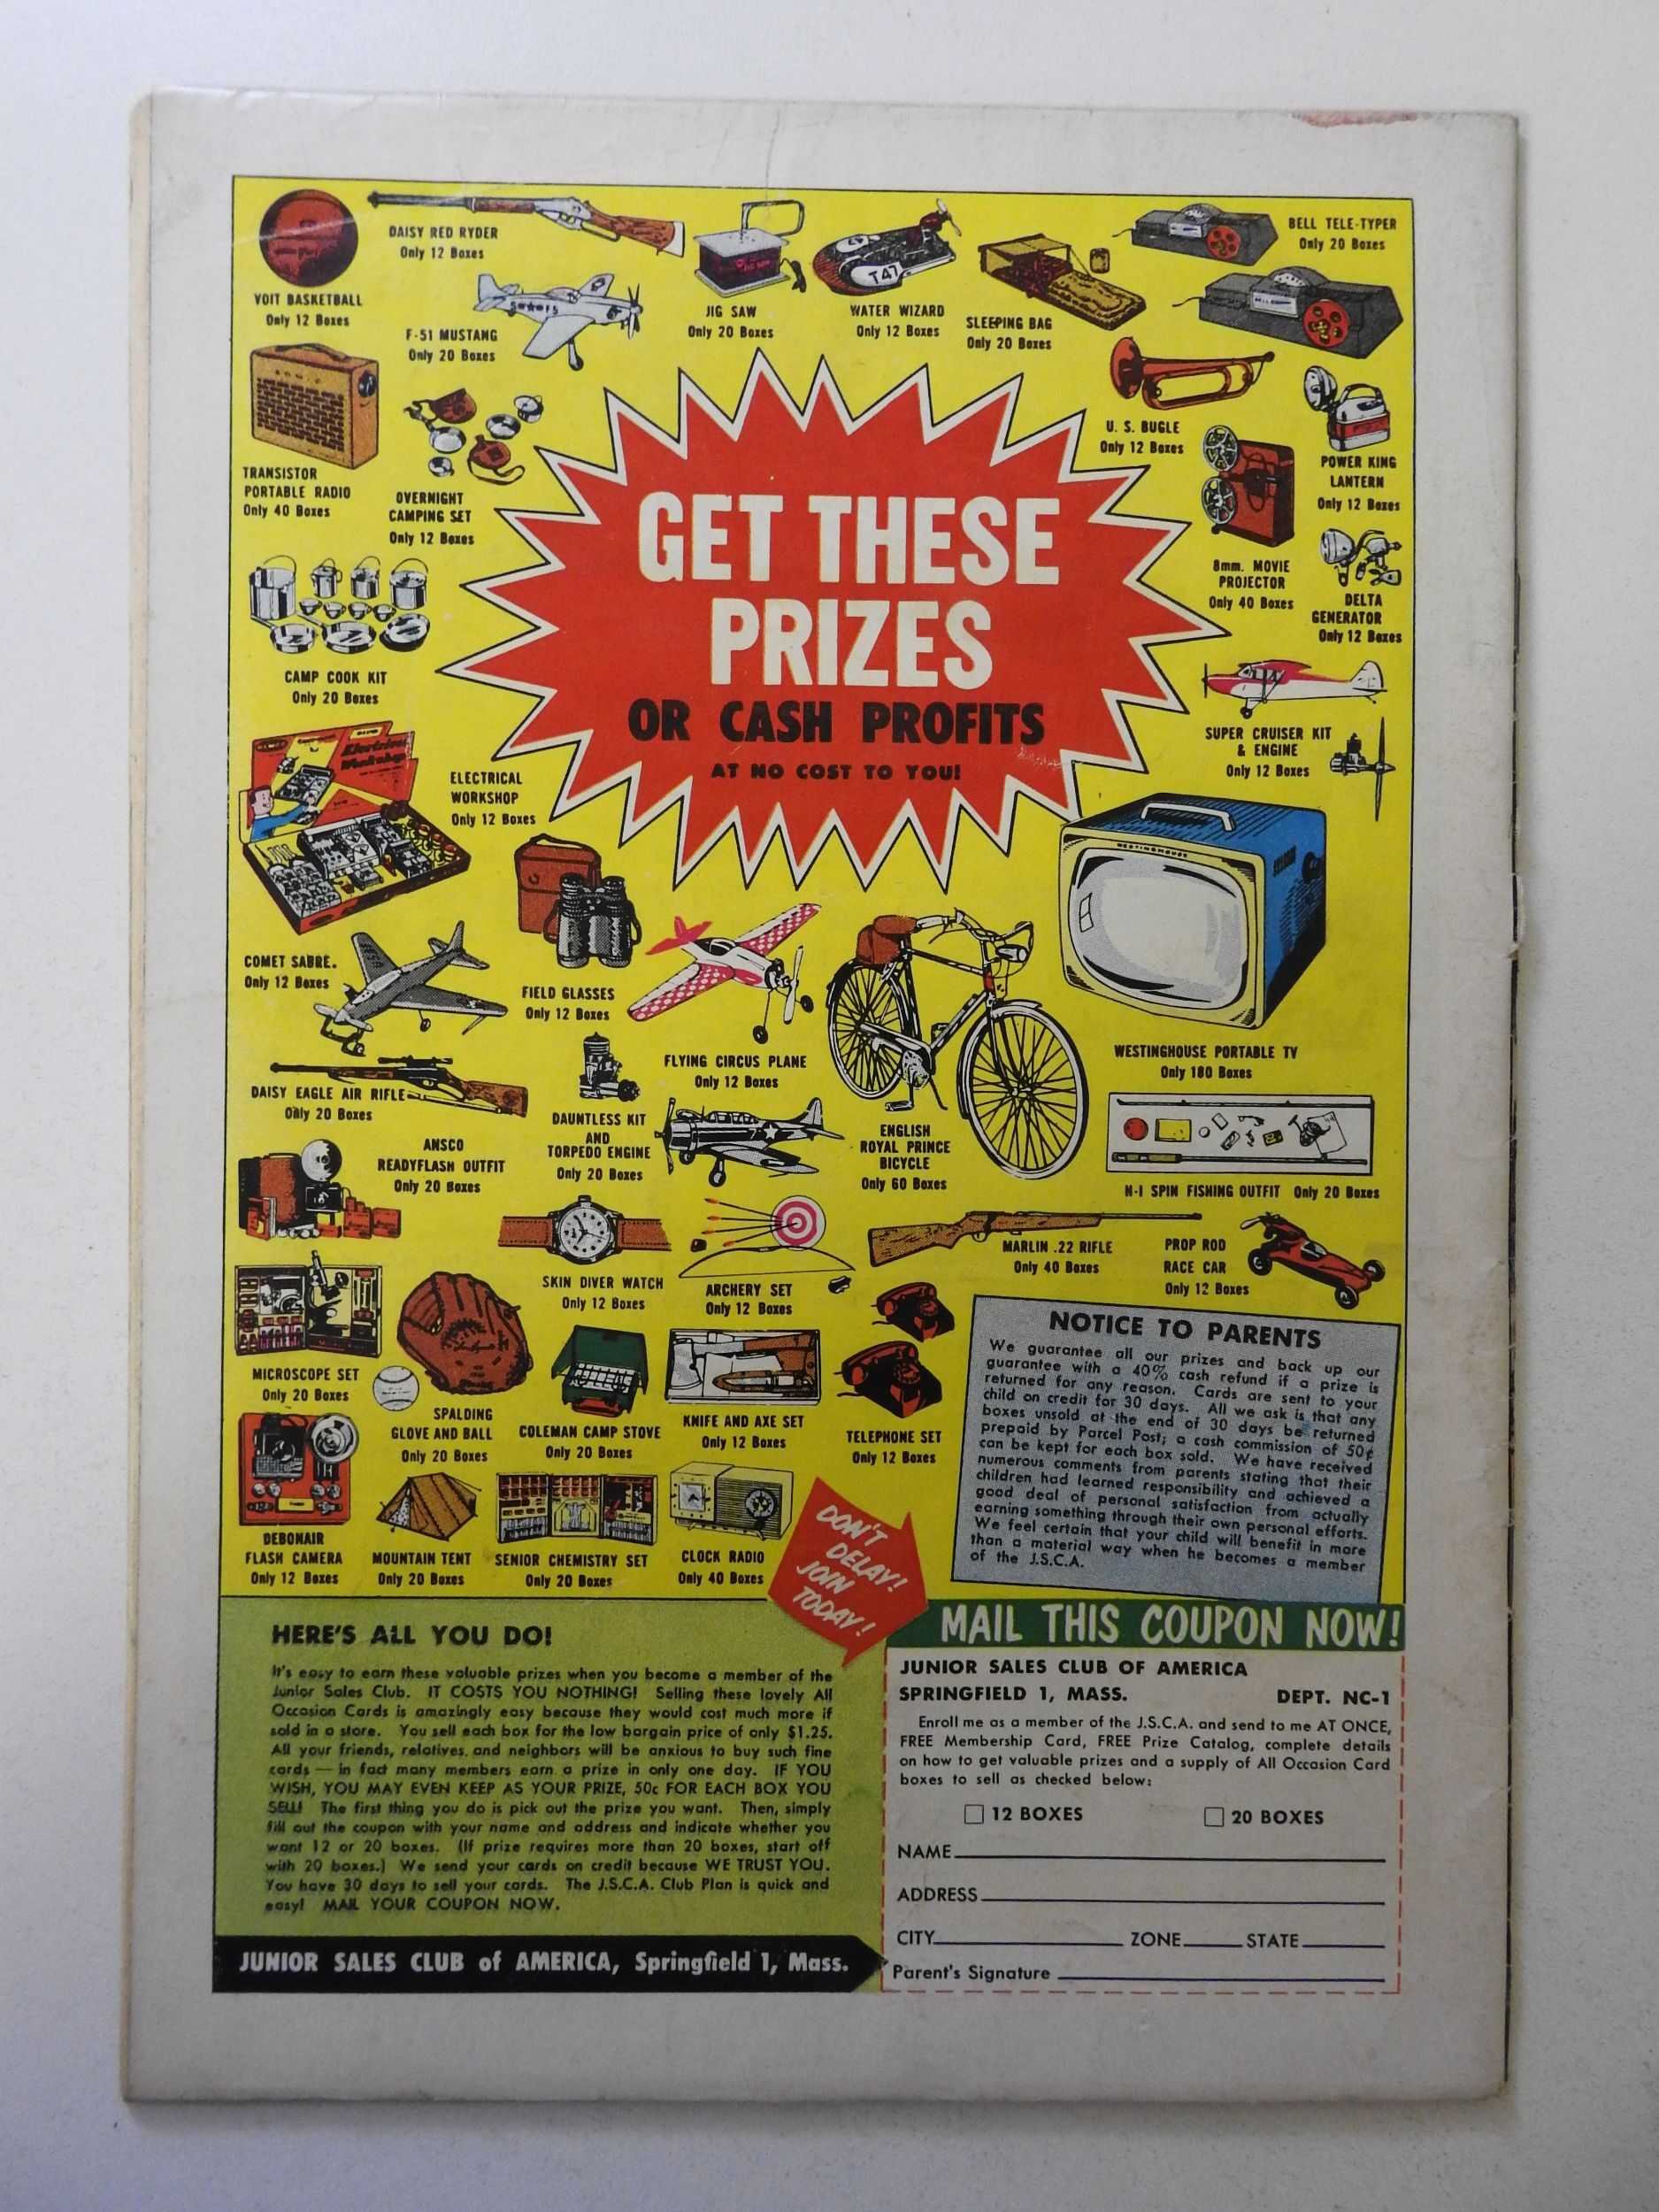 DAISY RED RYDER
Only 12 Boxes
BELL TELE-TYPER
Only 20 Boxes
VOIT BASKETBALL
Only 12 Boxes
F-51 MUSTANG
Only 20 Boxes
JIG SAW
Only 20 Boxes
T47
WATER WIZARD
Only 12 Boxes
SLEEPING BAG
Only 20 Boxes
U. S. BUGLE
Only 12 Boxes
POWER KING
LANTERN
Only 12 Boxes
TRANSISTOR
PORTABLE RADIO
Only 40 Boxes
OVERNIGHT
CAMPING SET
Only 12 Boxes
GET THESE
PRIZES
OR CASH PROFITS
AT NO COST TO YOU!
8mm. MOVIE
PROJECTOR
Only 40 Boxes
DELTA
GENERATOR
Only 12 Boxes
CAMP COOK KIT
Only 20 Boxes
SUPER CRUISER KIT
& ENGINE
Only 12 Boxes
Electrical
Workshop
ELECTRICAL
WORKSHOP
Only 12 Boxes
WESTINGHOUSE
COMET SABRE.
Only 12 Boxes
FIELD GLASSES
Only 12 Boxes
FLYING CIRCUS PLANE
Only 12 Boxes
WESTINGHOUSE PORTABLE TV
Only 180 Boxes
DAISY EAGLE AIR RIFLE
Only 20 Boxes
DAUNTLESS KIT
AND
TORPEDO ENGINE
Only 20 Boxes
ENGLISH
ROYAL PRINCE
BICYCLE
Only 60 Boxes
ANSCO
READYFLASH OUTFIT
Only 20 Boxes
N-I SPIN FISHING OUTFIT Only 20 Boxes
SKIN DIVER WATCH
Only 12 Boxes
ARCHERY SET
Only 12 Boxes
MARLIN .22 RIFLE
Only 40 Boxes
PROP ROD
RACE CAR
Only 12 Boxes
MICROSCOPE SET
Only 20 Boxes
SPALDING
GLOVE AND BALL
Only 20 Boxes
COLEMAN CAMP STOVE
Only 20 Boxes
KNIFE AND AXE SET
Only 12 Boxes
TELEPHONE SET
Only 12 Boxes
DEBONAIR
FLASH CAMERA
Only 12 Boxes
MOUNTAIN TENT
Only 20 Boxes
SENIOR CHEMISTRY SET
Only 20 Boxes
CLOCK RADIO
Only 40 Boxes
NOTICE TO PARENTS
We guarantee all our prizes and back up our
guarantee with a 40% cash refund if a prize is
returned for any reason. Cards are sent to your
child on credit for 30 days. All we ask is that any
boxes unsold at the end of 30 days be returned
prepaid by Parcel Post; a cash commission of 50¢
can be kept for each box sold. We have received
numerous comments from parents stating that their
children had learned responsibility and achieved a
good deal of personal satisfaction from actually
earning something through their own personal efforts.
We feel certain that your child will benefit in more
than a material way when he becomes a member
of the J.S.C.A.
DON'T
DELAY!
JOIN
TODAY!
HERE'S ALL YOU DO!
It's easy to earn these valuable prizes when you become a member of the
Junior Sales Club. IT COSTS YOU NOTHING! Selling these lovely All
Occasion Cards is amazingly easy because they would cost much more if
sold in a store. You sell each box for the low bargain price of only $1.25.
All your friends, relatives and neighbors will be anxious to buy such fine
cards — in fact many members earn a prize in only one day. IF YOU
WISH, YOU MAY EVEN KEEP AS YOUR PRIZE, 50c FOR EACH BOX YOU
SELL! The first thing you do is pick out the prize you want. Then, simply
fill out the coupon with your name and address and indicate whether you
want 12 or 20 boxes. (If prize requires more than 20 boxes, start off
with 20 boxes.) We send your cards on credit because WE TRUST YOU.
You have 30 days to sell your cards. The J.S.C.A. Club Plan is quick and
easy! MAIL YOUR COUPON NOW.
JUNIOR SALES CLUB of AMERICA, Springfield 1, Mass.
MAIL THIS COUPON NOW!
JUNIOR SALES CLUB OF AMERICA
SPRINGFIELD 1, MASS. DEPT. NC-1
Enroll me as a member of the J.S.C.A. and send to me AT ONCE,
FREE Membership Card, FREE Prize Catalog, complete details
on how to get valuable prizes and a supply of All Occasion Card
boxes to sell as checked below:
12 BOXES 20 BOXES
NAME
ADDRESS
CITY ZONE STATE
Parent's Signature